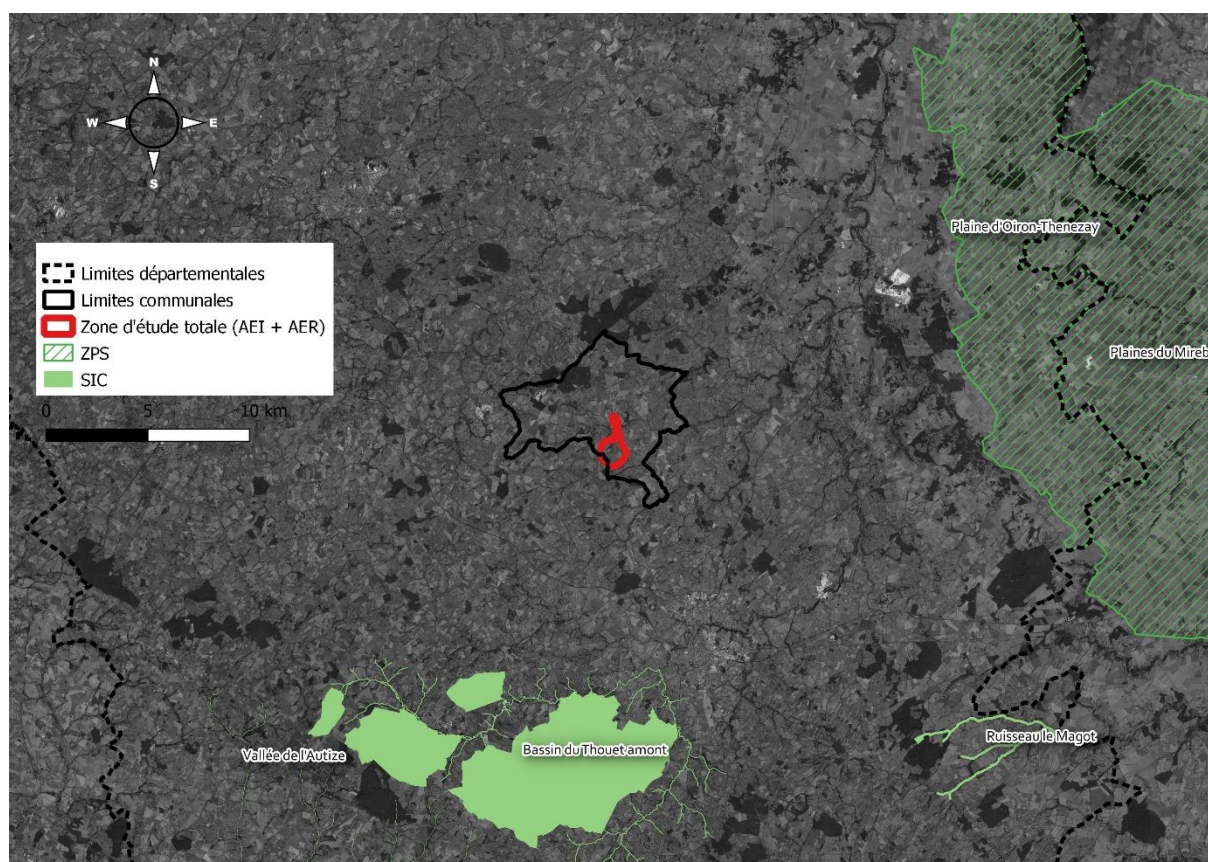 N
W
E
S
Limites départementales
Limites communales
Zone d'étude totale (AEI + AER)
ZPS
SIC
0 5 10 km
Plaine d'Oiron-Thenezay
Plaines du Mireb
Vallée de l'Autize
Bassin du Thouet amont
Ruisseau le Magot